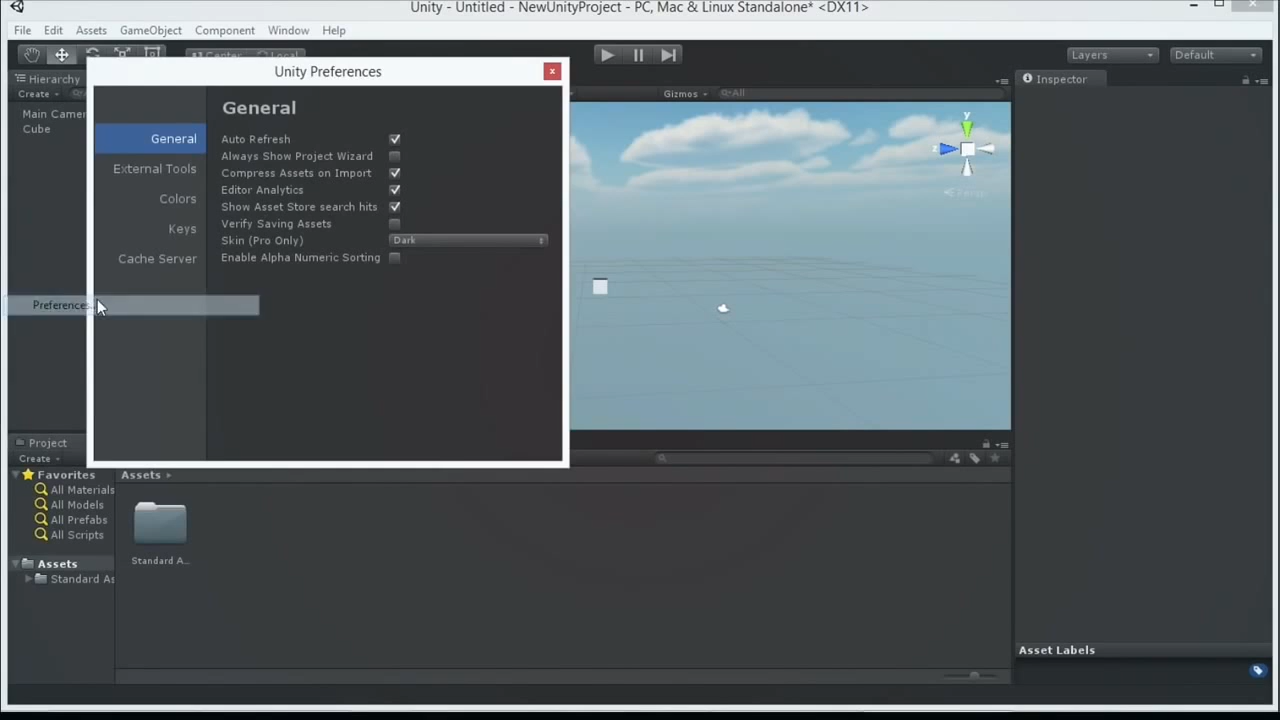 Unity - Untitled - NewUnityProject - PC, Mac & Linux Standalone* <DX11>
File Edit Assets GameObject Component Window Help
Center Local
Layers
Default
Hierarchy
Create
Main Camer
Cube
Unity Preferences
General
External Tools
Colors
Keys
Cache Server
Preferences...
General
Auto Refresh
Always Show Project Wizard
Compress Assets on Import
Editor Analytics
Show Asset Store search hits
Verify Saving Assets
Skin (Pro Only) Dark
Enable Alpha Numeric Sorting
Gizmos All
y
z
Persp
Inspector
Project
Create
Favorites
All Materials
All Models
All Prefabs
All Scripts
Assets
Standard As
Assets
Standard A...
Asset Labels